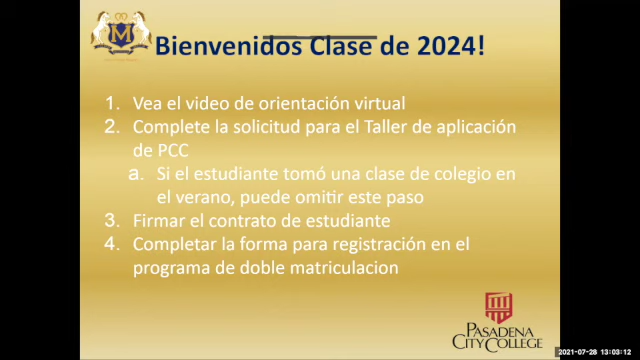 Bienvenidos Clase de 2024!
1. Vea el video de orientación virtual
2. Complete la solicitud para el Taller de aplicación
de PCC
a. Si el estudiante tomó una clase de colegio en
el verano, puede omitir este paso
3. Firmar el contrato de estudiante
4. Completar la forma para registración en el
programa de doble matriculacion
PASADENA
CITY COLLEGE
2021-07-28 13:03:12